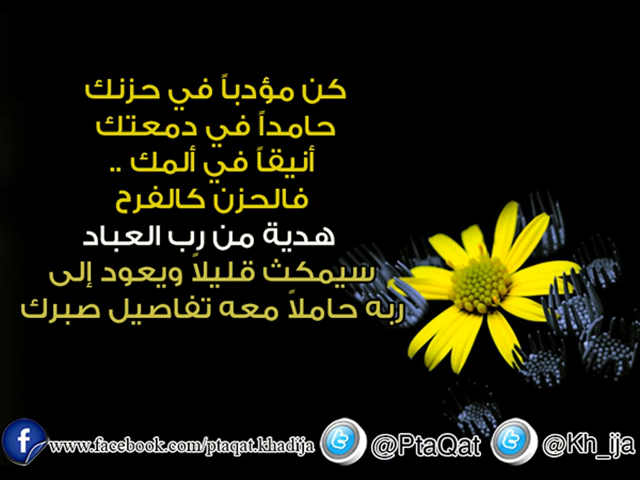 كن مؤدباً في حزنك
حامداً في دمعتك
أنيقاً في ألمك ..
فالحزن كالفرح
هدية من رب العباد
سيمكث قليلاً ويعود إلى
ربه حاملاً معه تفاصيل صبرك
www.facebook.com/ptaqat.khadija @PtaQat @Kh_ija